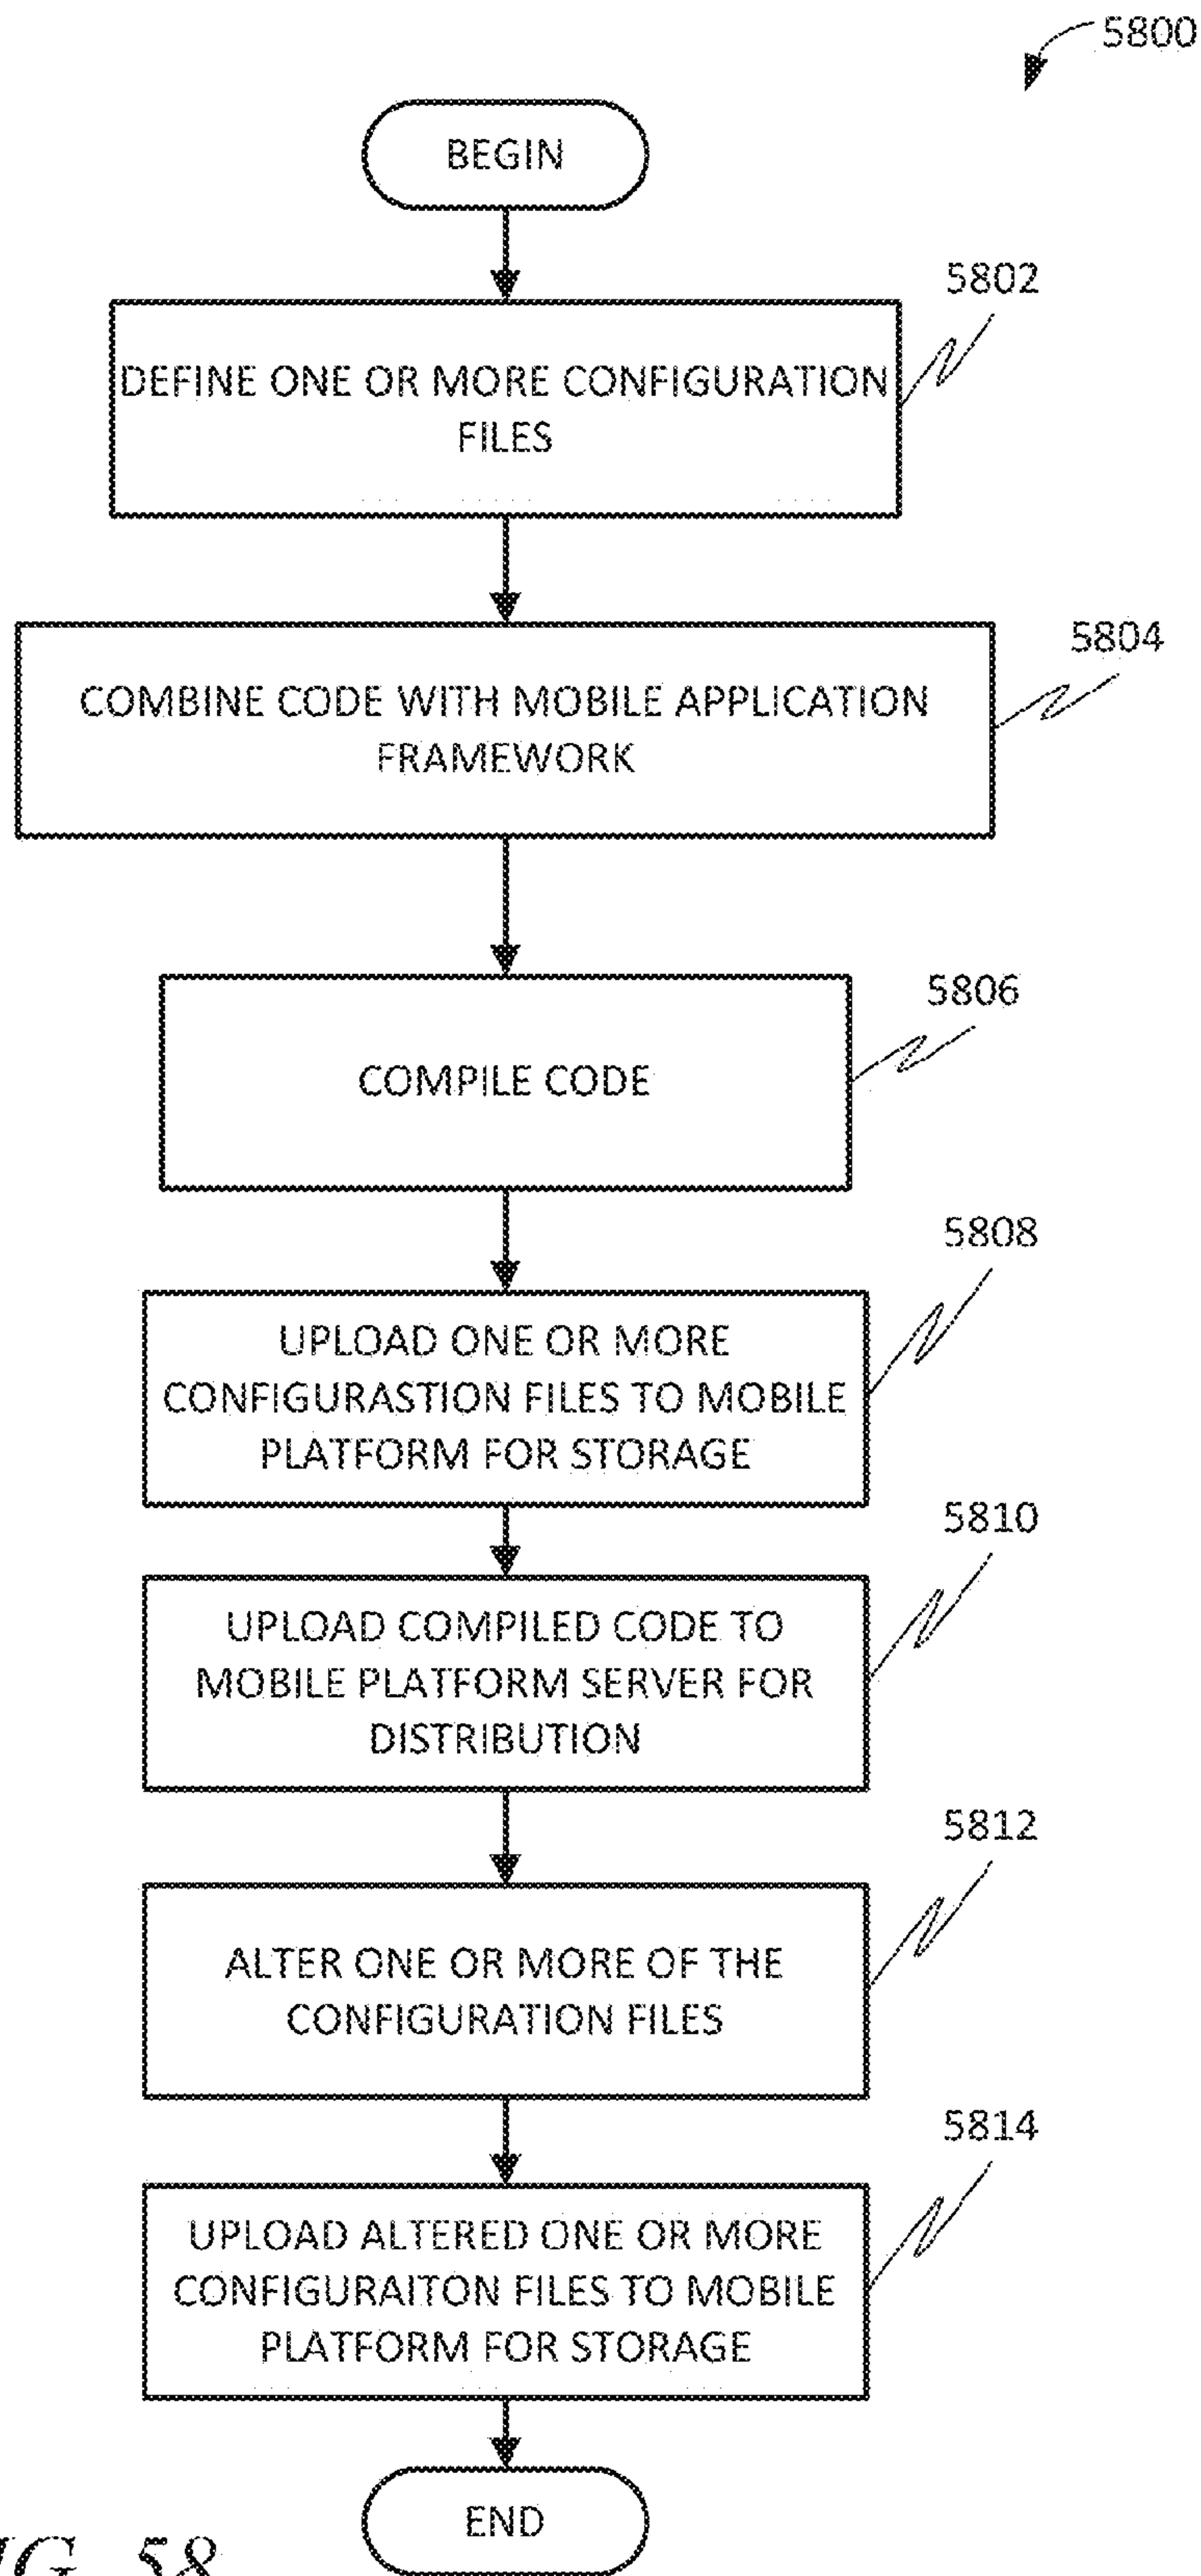 5800
BEGIN
5802
DEFINE ONE OR MORE CONFIGURATION
FILES
5804
COMBINE CODE WITH MOBILE APPLICATION
FRAMEWORK
5806
COMPILE CODE
5808
UPLOAD ONE OR MORE
CONFIGURASTION FILES TO MOBILE
PLATFORM FOR STORAGE
5810
UPLOAD COMPILED CODE TO
MOBILE PLATFORM SERVER FOR
DISTRIBUTION
5812
ALTER ONE OR MORE OF THE
CONFIGURATION FILES
5814
UPLOAD ALTERED ONE OR MORE
CONFIGURAITON FILES TO MOBILE
PLATFORM FOR STORAGE
END
58